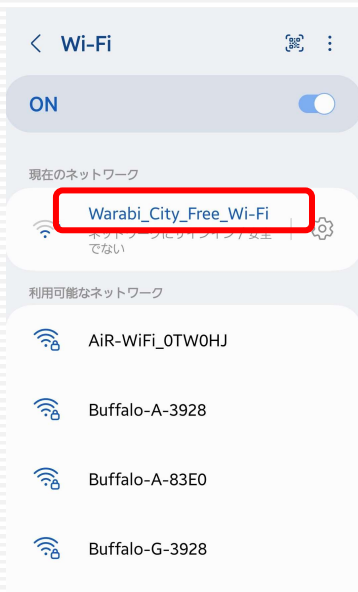 Wi-Fi
ON
現在のネットワーク
Warabi_City_Free_Wi-Fi
ネットワークにサインイン / 安全
でない
利用可能なネットワーク
AiR-WiFi_0TW0HJ
Buffalo-A-3928
Buffalo-A-83E0
Buffalo-G-3928